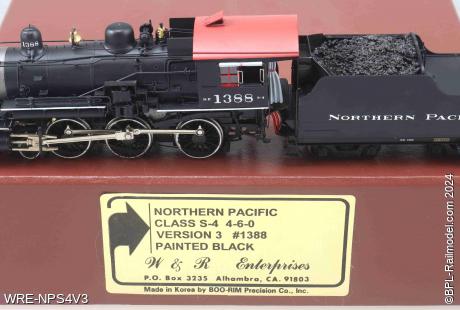 1388
1388
NORTHERN PAC
NORTHERN PACIFIC
CLASS S-4 4-6-0
VERSION 3 #1388
PAINTED BLACK
W & R Enterprises
P.O. Box 3235 Alhambra, CA. 91803
Made in Korea by BOO-RIM Precision Co., Inc.
WRE-NPS4V3
©BPL-Railmodel.com 2024